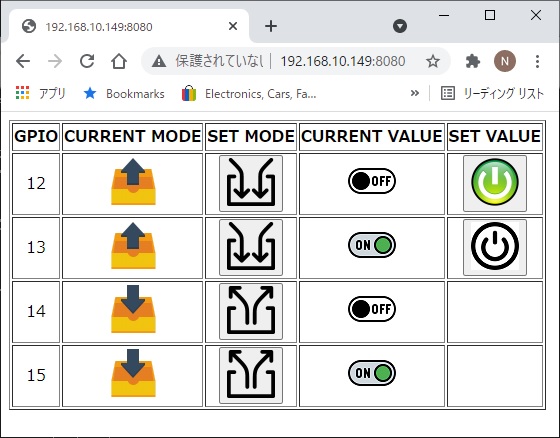 192.168.10.149:8080
保護されていない
192.168.10.149:8080
N
アプリ
Bookmarks
Electronics, Cars, Fa...
リーディング リスト
GPIO CURRENT MODE SET MODE CURRENT VALUE SET VALUE
12 OFF
13 ON
14 OFF
15 ON